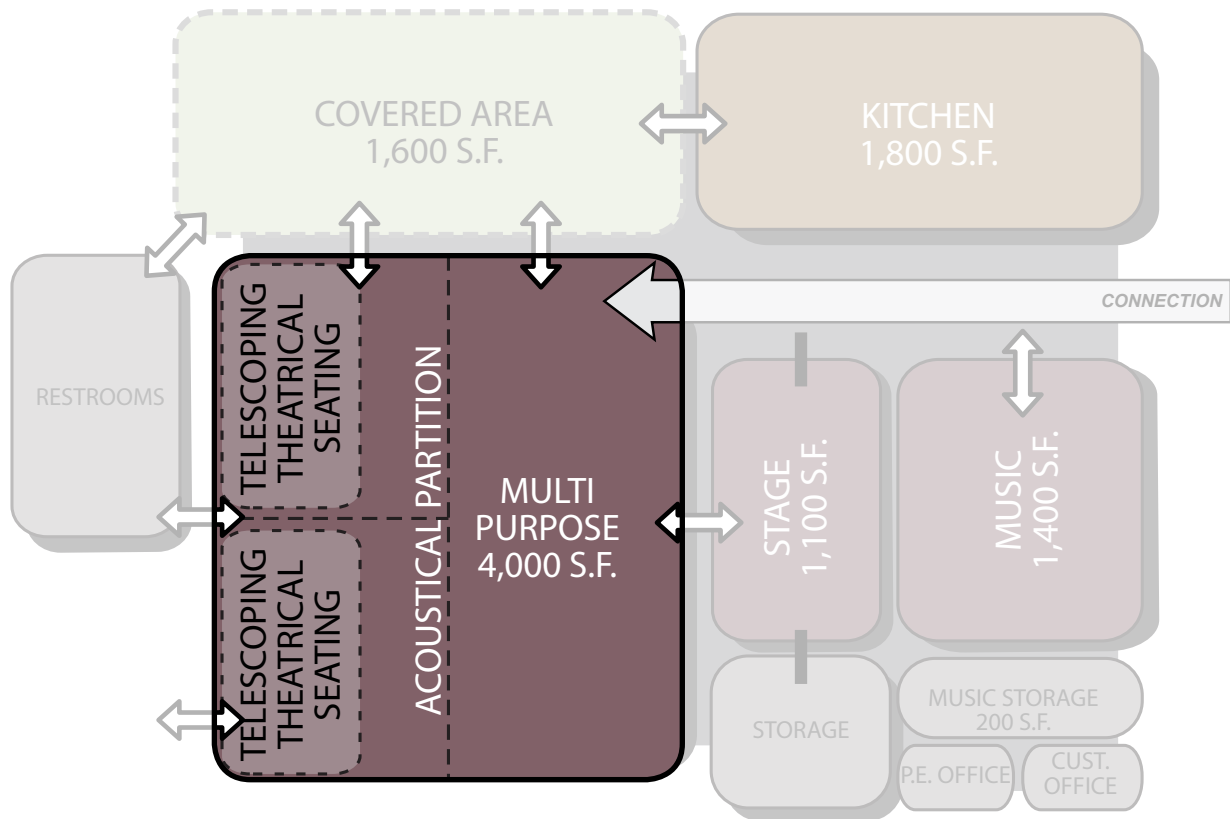 COVERED AREA
1,600 S.F.
KITCHEN
1,800 S.F.
CONNECTION
RESTROOMS
TELESCOPING
THEATRICAL
SEATING
TELESCOPING
THEATRICAL
SEATING
ACOUSTICAL PARTITION
MULTI
PURPOSE
4,000 S.F.
STAGE
1,100 S.F.
MUSIC
1,400 S.F.
STORAGE
MUSIC STORAGE
200 S.F.
P.E. OFFICE
CUST.
OFFICE